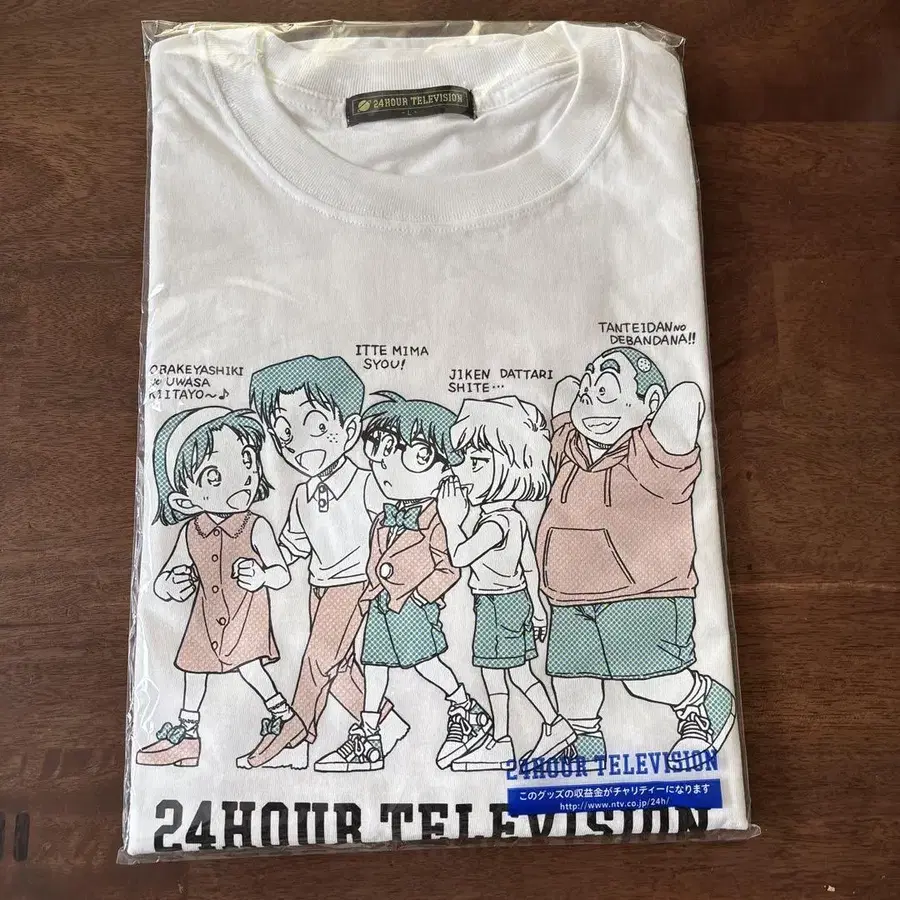 24HOUR TELEVISION
- L -
TANTEIDAN NO
DEBANDANA!!
ITTE MIMA
SYOU!
OBAKEYASHIKI
UWASA
KIITAYO〜♪
JIKEN DATTARI
SHITE…
24HOUR TELEVISION
このグッズの収益金がチャリティーになります
http://www.ntv.co.jp/24h/
24HOUR TELEVISION